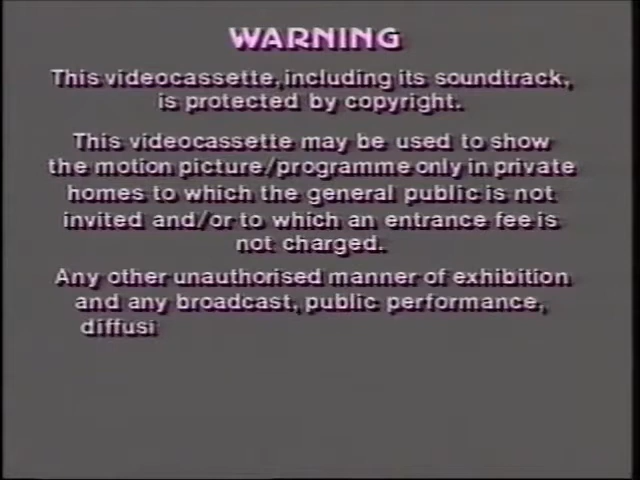 WARNING
This videocassette, including its soundtrack,
is protected by copyright.
This videocassette may be used to show
the motion picture/programme only in private
homes to which the general public is not
invited and/or to which an entrance fee is
not charged.
Any other unauthorised manner of exhibition
and any broadcast, public performance,
diffusi